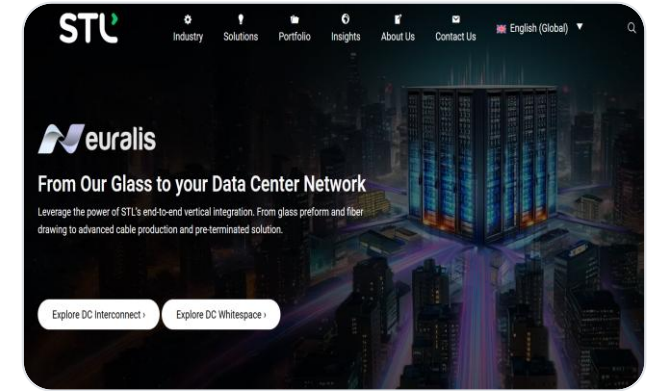 STL
Industry Solutions Portfolio Insights About Us Contact Us English (Global)
Neuralis
From Our Glass to your Data Center Network
Leverage the power of STL's end-to-end vertical integration. From glass preform and fiber
drawing to advanced cable production and pre-terminated solution.
Explore DC Interconnect › Explore DC Whitespace ›